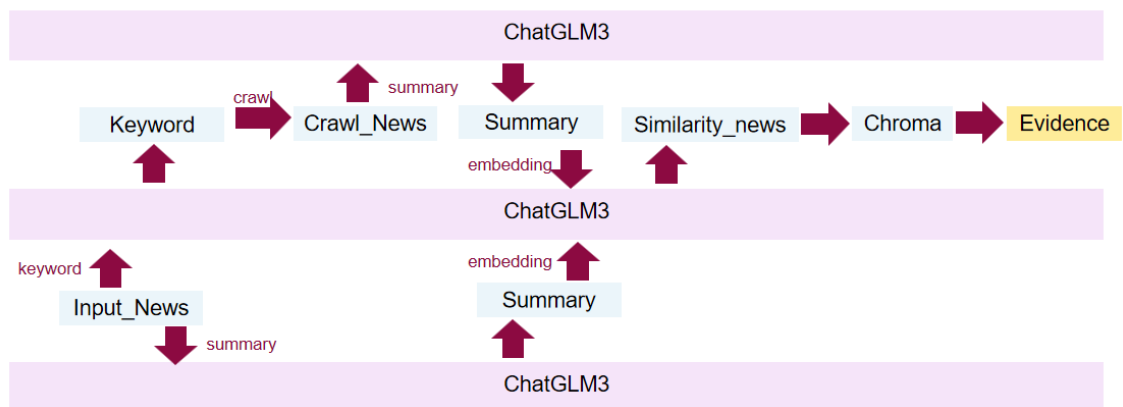 ChatGLM3
crawl
summary
Keyword
Crawl_News
Summary
Similarity_news
Chroma
Evidence
embedding
ChatGLM3
keyword
embedding
Input_News
Summary
summary
ChatGLM3